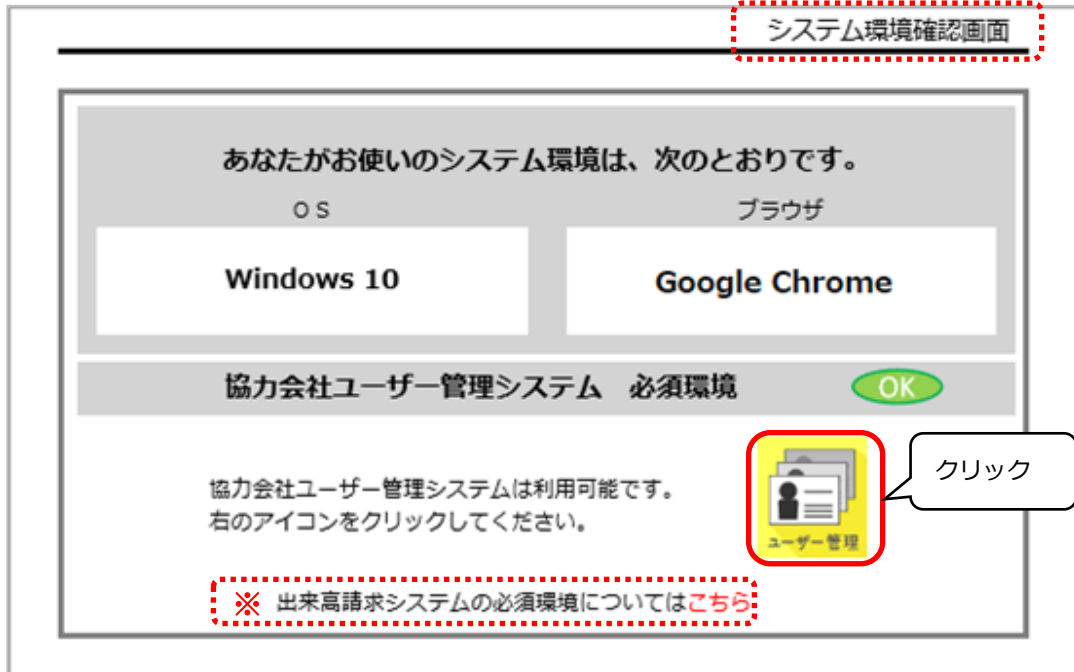 システム環境確認画面
あなたがお使いのシステム環境は、次のとおりです。
ＯＳ
ブラウザ
Windows 10
Google Chrome
協力会社ユーザー管理システム　必須環境
OK
協力会社ユーザー管理システムは利用可能です。
右のアイコンをクリックしてください。
ユーザー管理
クリック
※ 出来高請求システムの必須環境についてはこちら